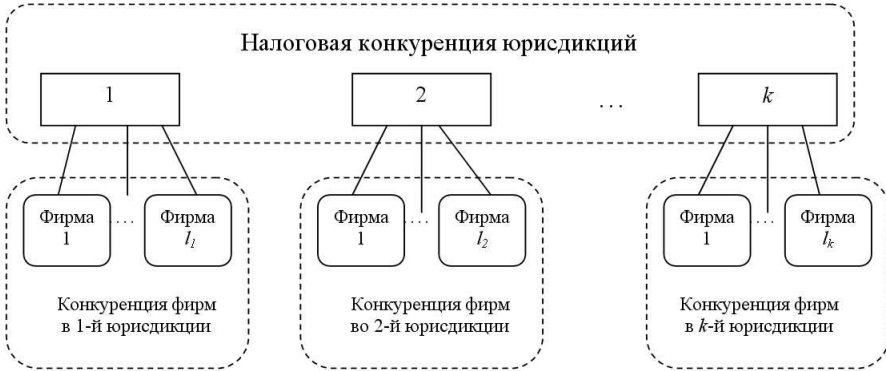 Налоговая конкуренция юрисдикций
1 2 ... k
Фирма 1 .... Фирма l₁ Фирма 1 .... Фирма l₂ Фирма 1 .... Фирма lₖ
Конкуренция фирм
в 1-й юрисдикции
Конкуренция фирм
во 2-й юрисдикции
Конкуренция фирм
в k-й юрисдикции